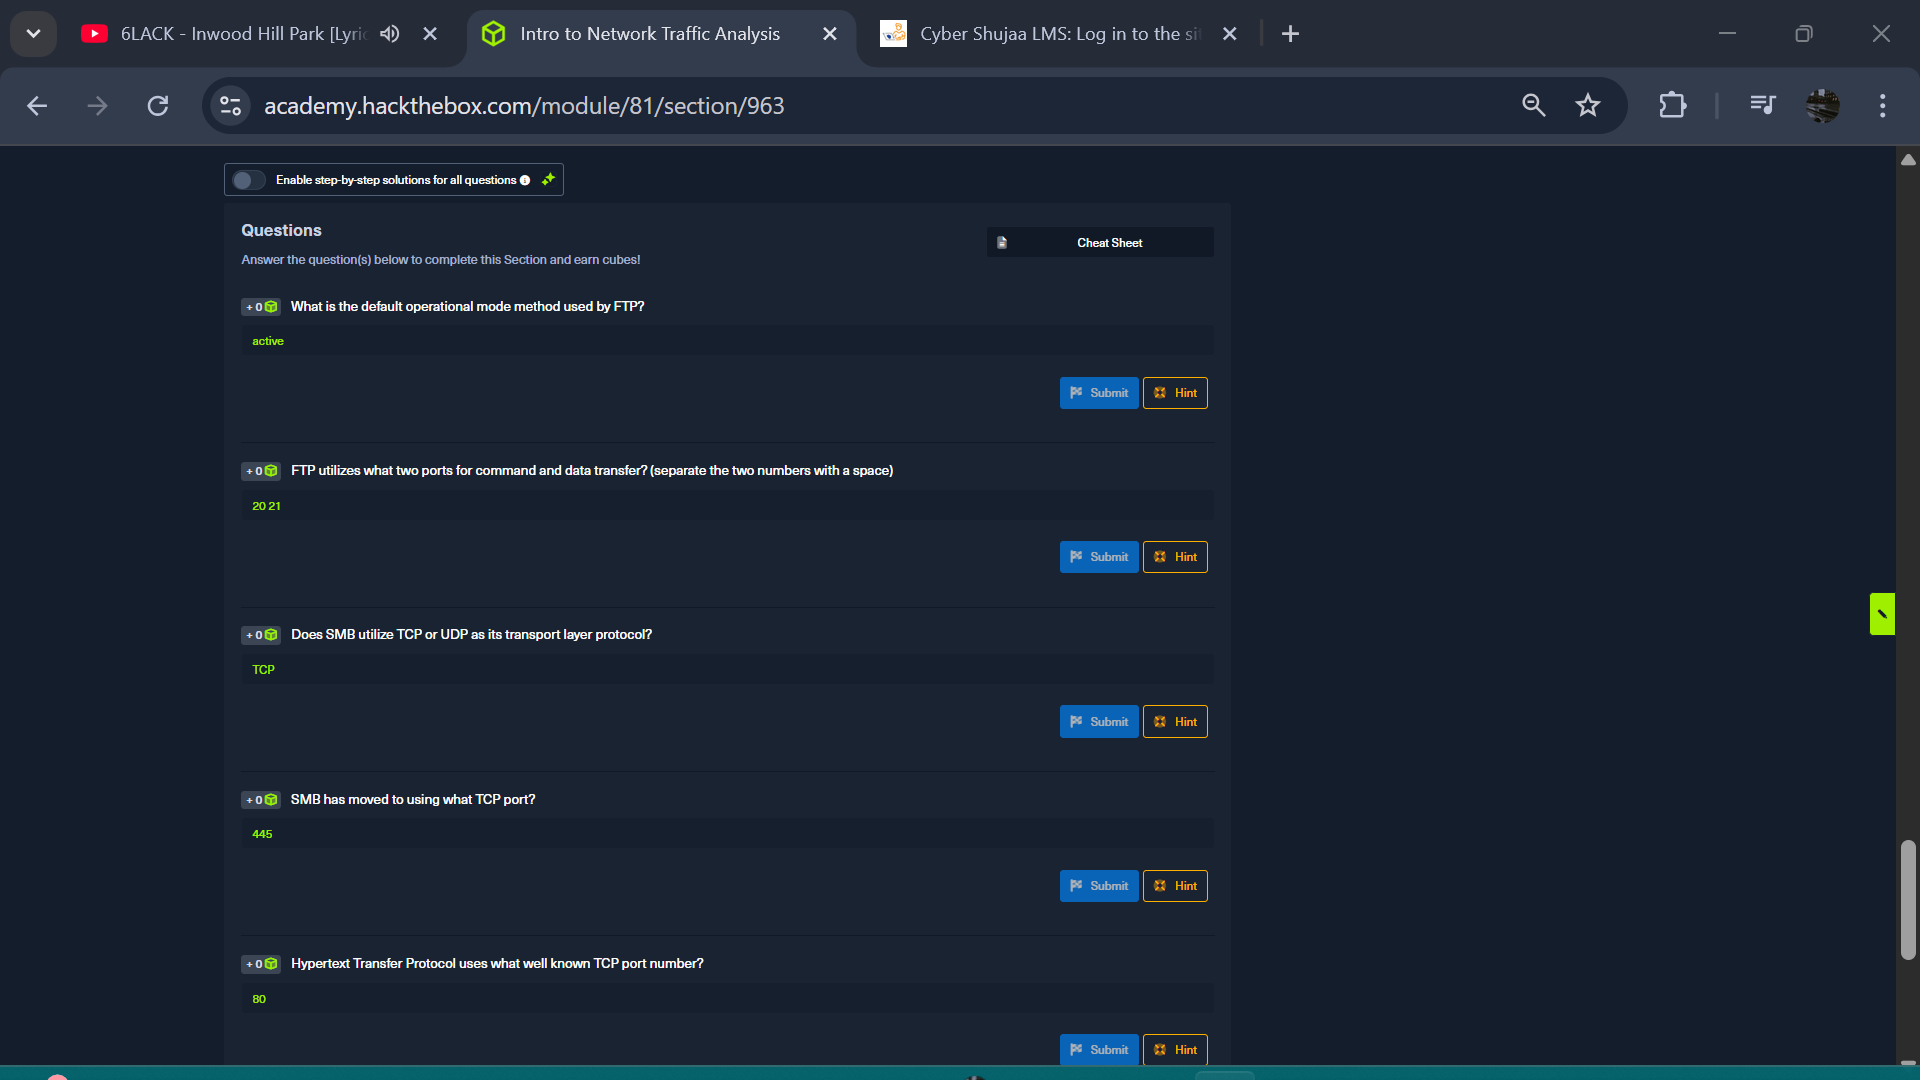 6LACK - Inwood Hill Park [Lyric
Intro to Network Traffic Analysis
Cyber Shujaa LMS: Log in to the si
academy.hackthebox.com/module/81/section/963
Enable step-by-step solutions for all questions
Questions
Cheat Sheet
Answer the question(s) below to complete this Section and earn cubes!
+ 0 What is the default operational mode method used by FTP?
active
Submit Hint
+ 0 FTP utilizes what two ports for command and data transfer? (separate the two numbers with a space)
20 21
Submit Hint
+ 0 Does SMB utilize TCP or UDP as its transport layer protocol?
TCP
Submit Hint
+ 0 SMB has moved to using what TCP port?
445
Submit Hint
+ 0 Hypertext Transfer Protocol uses what well known TCP port number?
80
Submit Hint